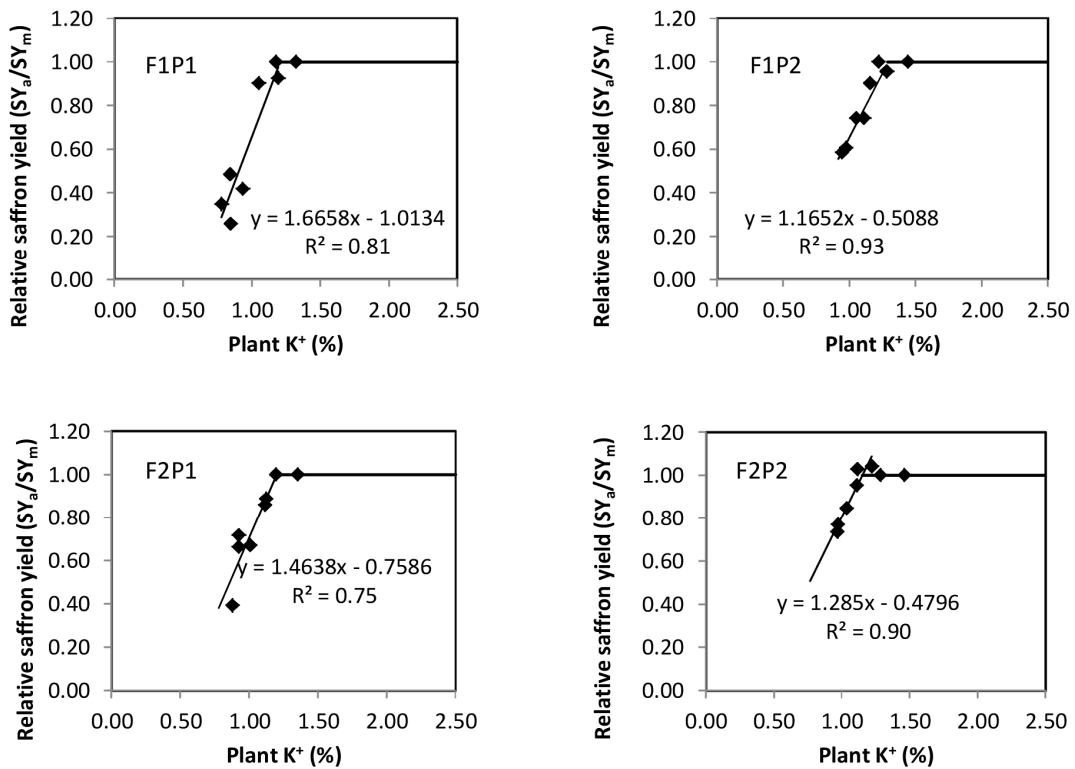 Relative saffron yield (SYa/SYm)
1.20
1.00
0.80
0.60
0.40
0.20
0.00
F1P1
y = 1.6658x - 1.0134
R² = 0.81
0.00 0.50 1.00 1.50 2.00 2.50
Plant K⁺ (%)
Relative saffron yield (SYa/SYm)
1.20
1.00
0.80
0.60
0.40
0.20
0.00
F1P2
y = 1.1652x - 0.5088
R² = 0.93
0.00 0.50 1.00 1.50 2.00 2.50
Plant K⁺ (%)
Relative saffron yield (SYa/SYm)
1.20
1.00
0.80
0.60
0.40
0.20
0.00
F2P1
y = 1.4638x - 0.7586
R² = 0.75
0.00 0.50 1.00 1.50 2.00 2.50
Plant K⁺ (%)
Relative saffron yield (SYa/SYm)
1.20
1.00
0.80
0.60
0.40
0.20
0.00
F2P2
y = 1.285x - 0.4796
R² = 0.90
0.00 0.50 1.00 1.50 2.00 2.50
Plant K⁺ (%)